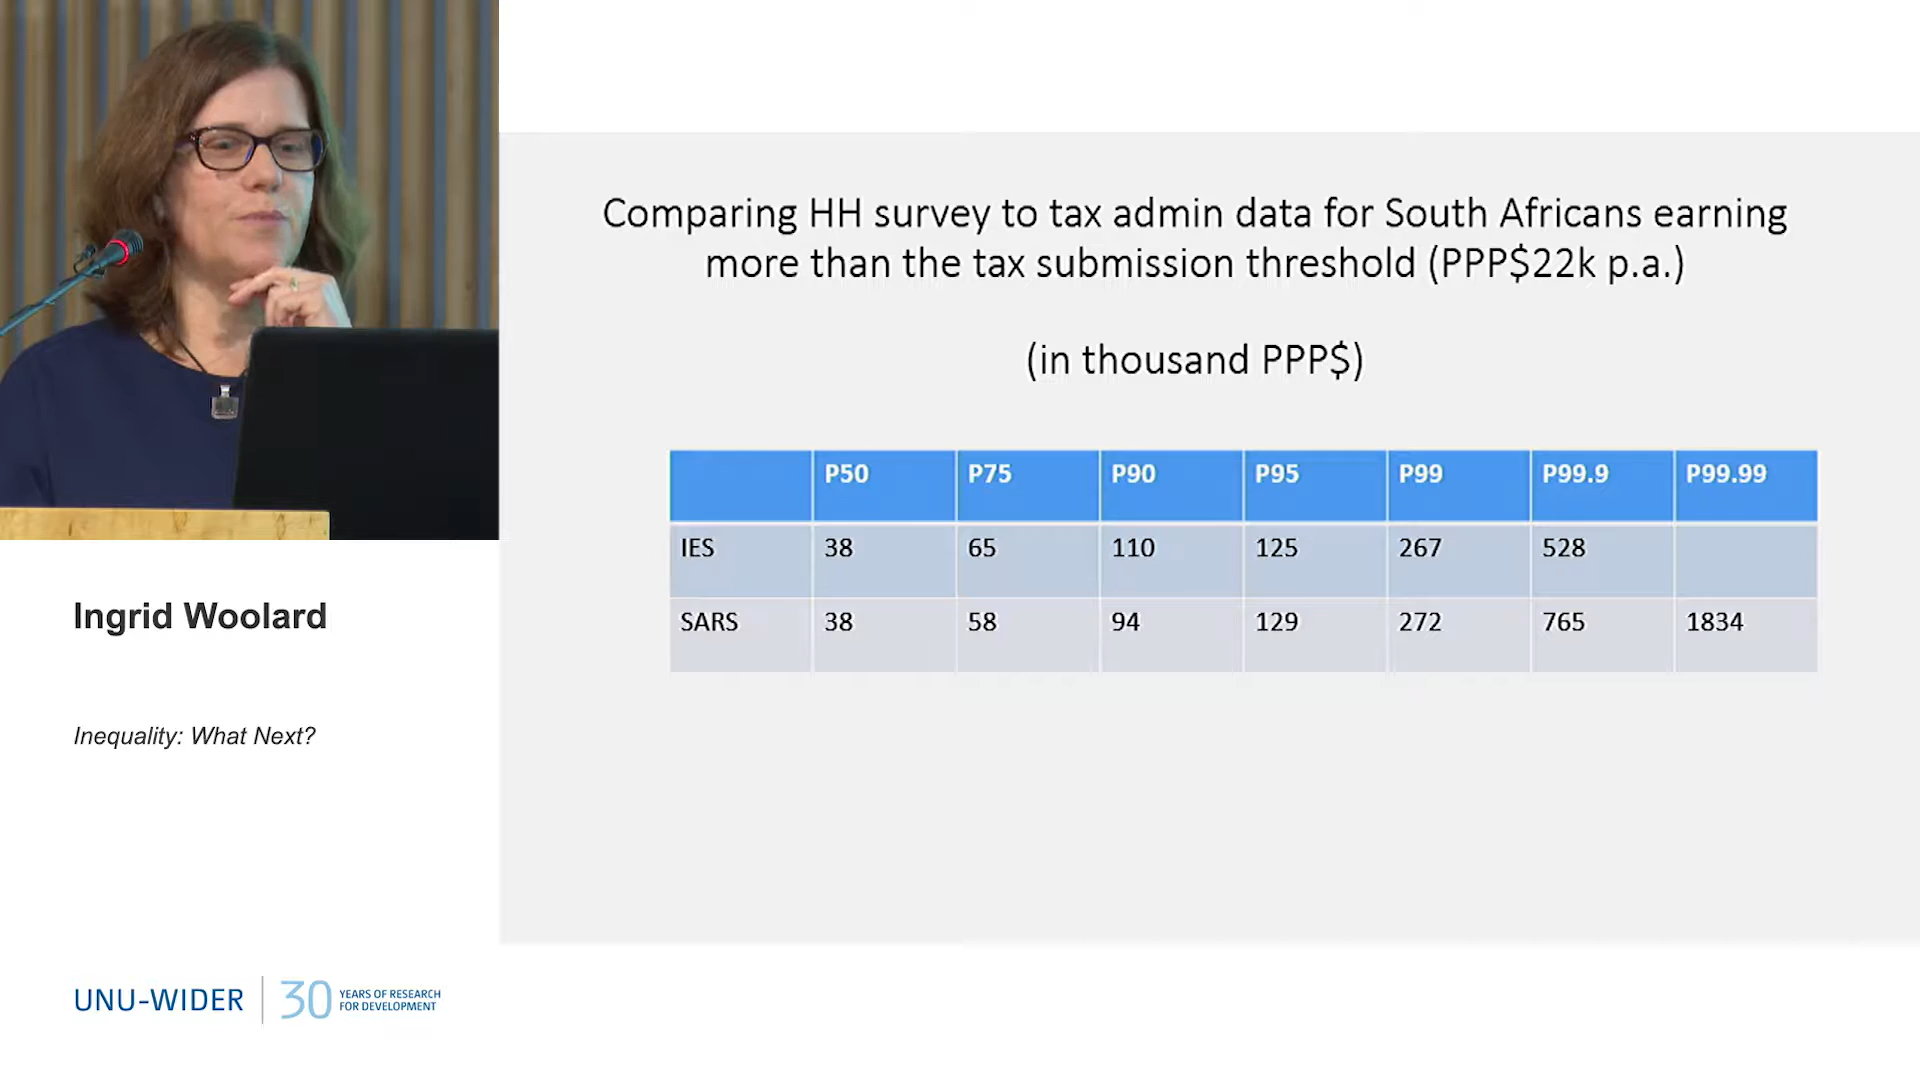 Comparing HH survey to tax admin data for South Africans earning
more than the tax submission threshold (PPP$22k p.a.)
(in thousand PPP$)
P50 P75 P90 P95 P99 P99.9 P99.99
IES 38 65 110 125 267 528
SARS 38 58 94 129 272 765 1834
Ingrid Woolard
Inequality: What Next?
UNU-WIDER
30 YEARS OF RESEARCH
FOR DEVELOPMENT